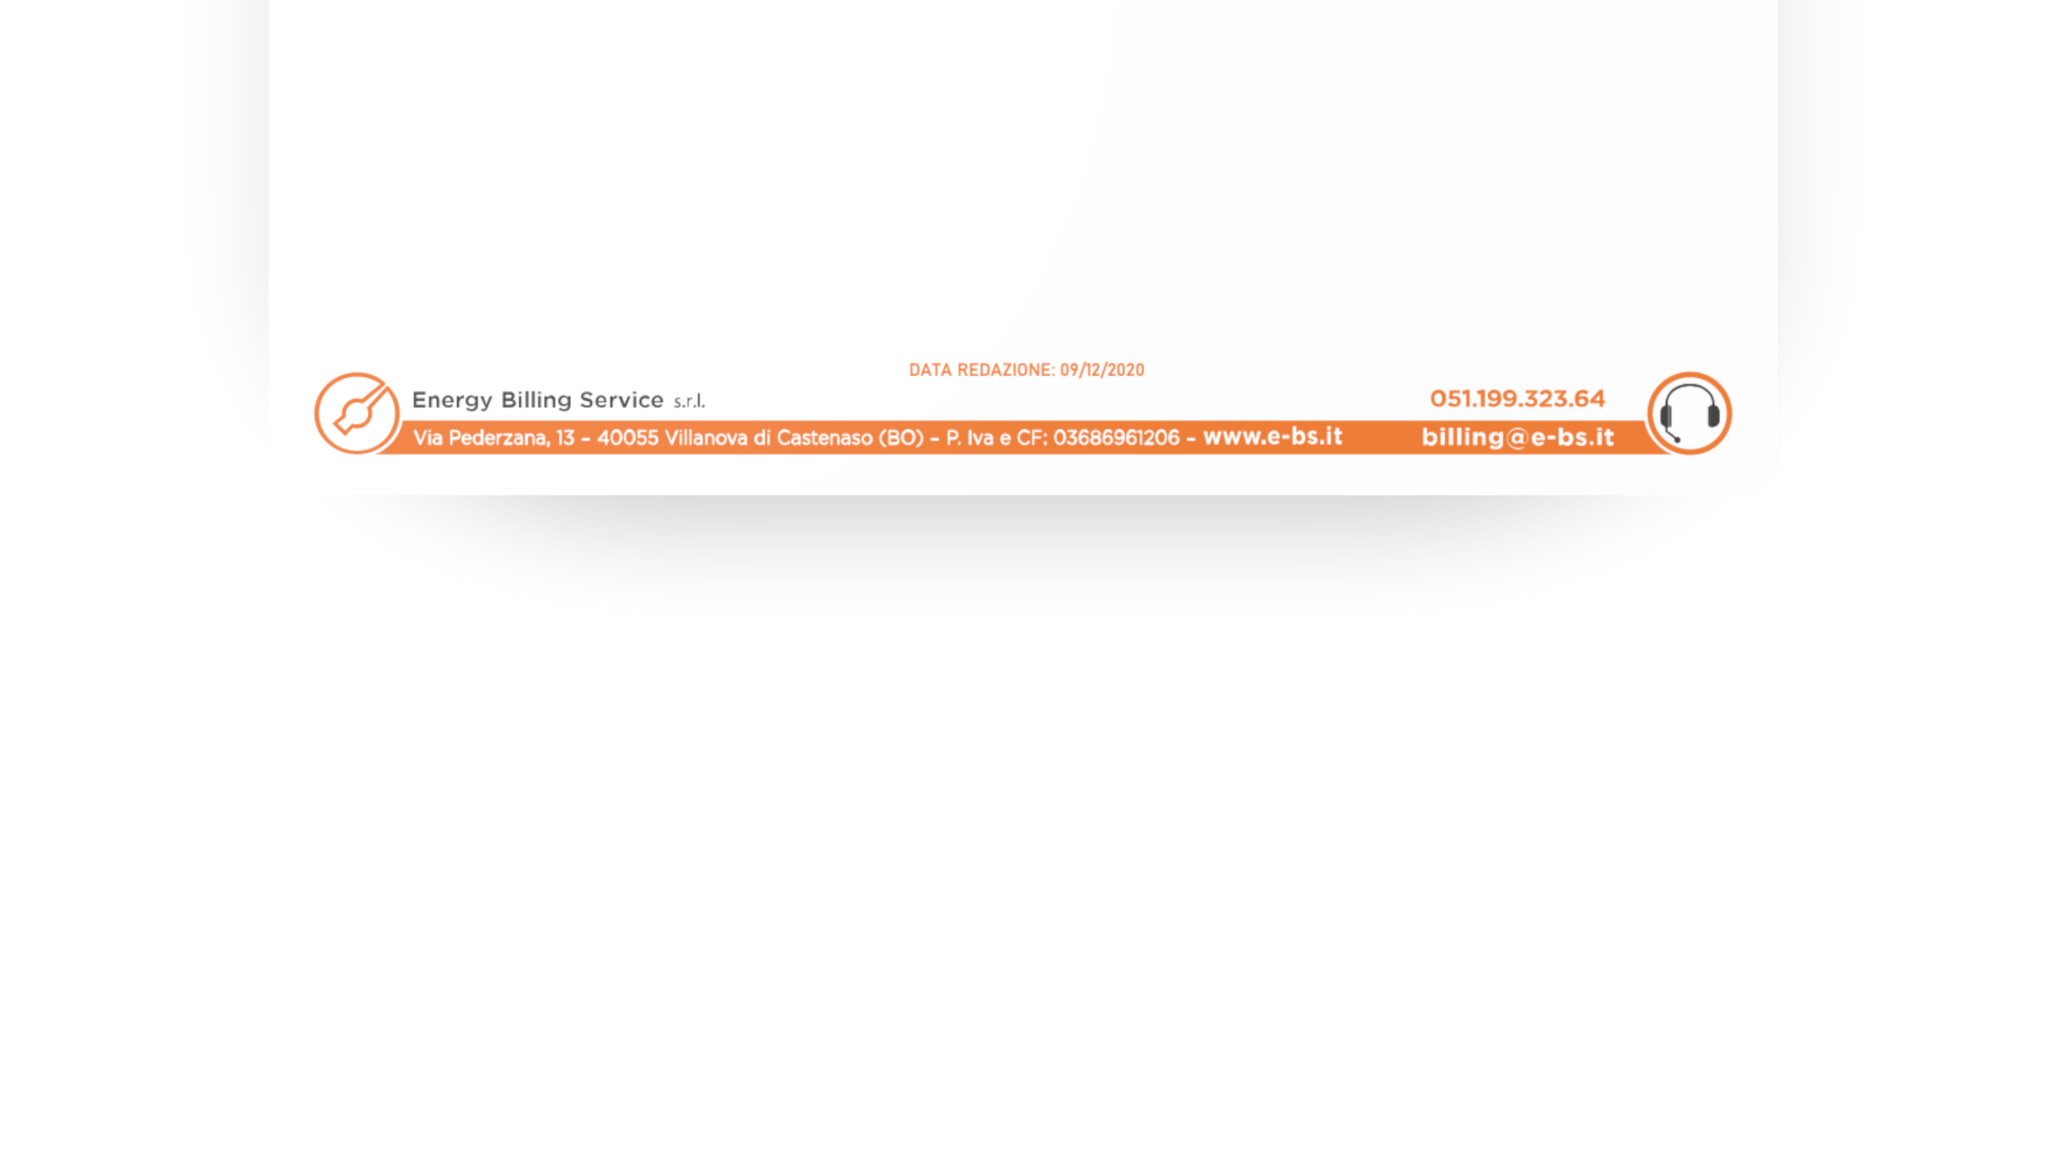 DATA REDAZIONE: 09/12/2020
Energy Billing Service s.r.l.
051.199.323.64
Via Pederzana, 13 - 40055 Villanova di Castenaso (BO) - P. Iva e CF: 03686961206 - www.e-bs.it
billing@e-bs.it